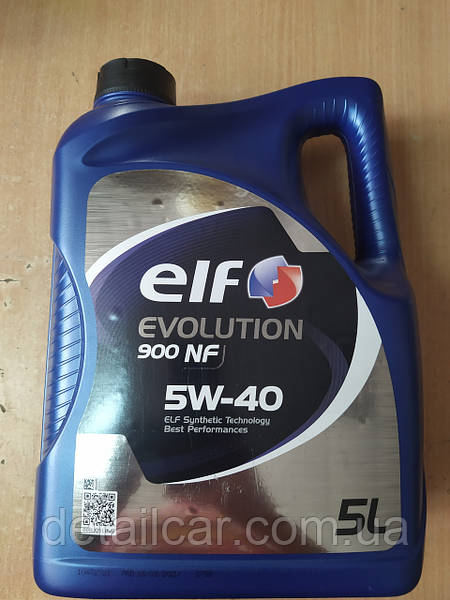 elf
EVOLUTION
900 NF
5W-40
ELF Synthetic Technology
Best Performances
5L
detailcar.com.ua